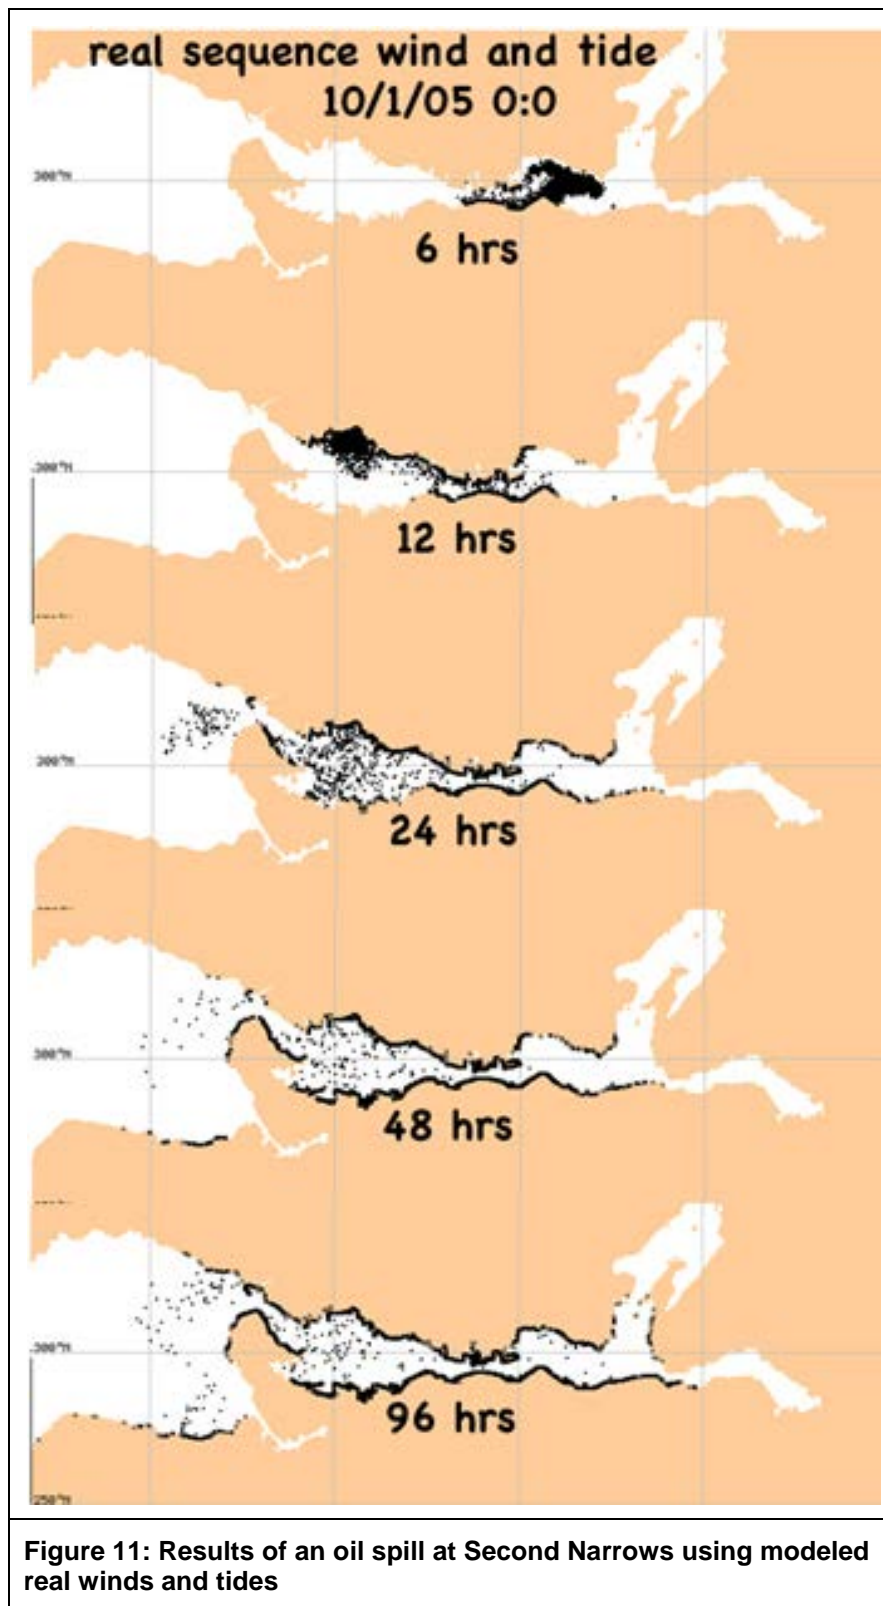 real sequence wind and tide
10/1/05 0:0
6 hrs
12 hrs
24 hrs
48 hrs
96 hrs
Figure 11: Results of an oil spill at Second Narrows using modeled
real winds and tides